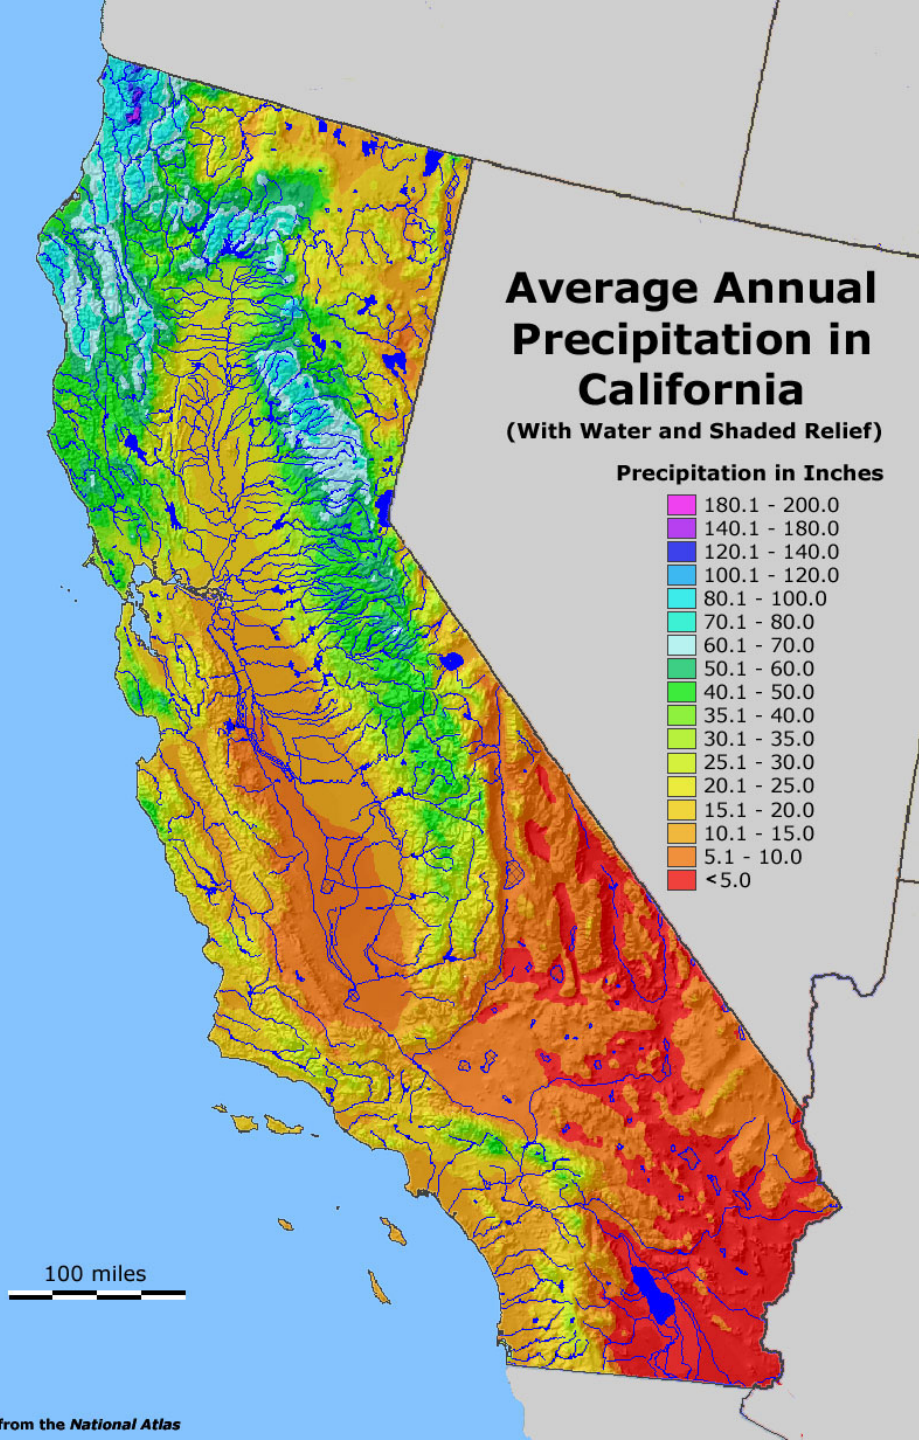 Average Annual
Precipitation in
California
(With Water and Shaded Relief)
Precipitation in Inches
180.1 - 200.0
140.1 - 180.0
120.1 - 140.0
100.1 - 120.0
80.1 - 100.0
70.1 - 80.0
60.1 - 70.0
50.1 - 60.0
40.1 - 50.0
35.1 - 40.0
30.1 - 35.0
25.1 - 30.0
20.1 - 25.0
15.1 - 20.0
10.1 - 15.0
5.1 - 10.0
<5.0
100 miles
from the National Atlas